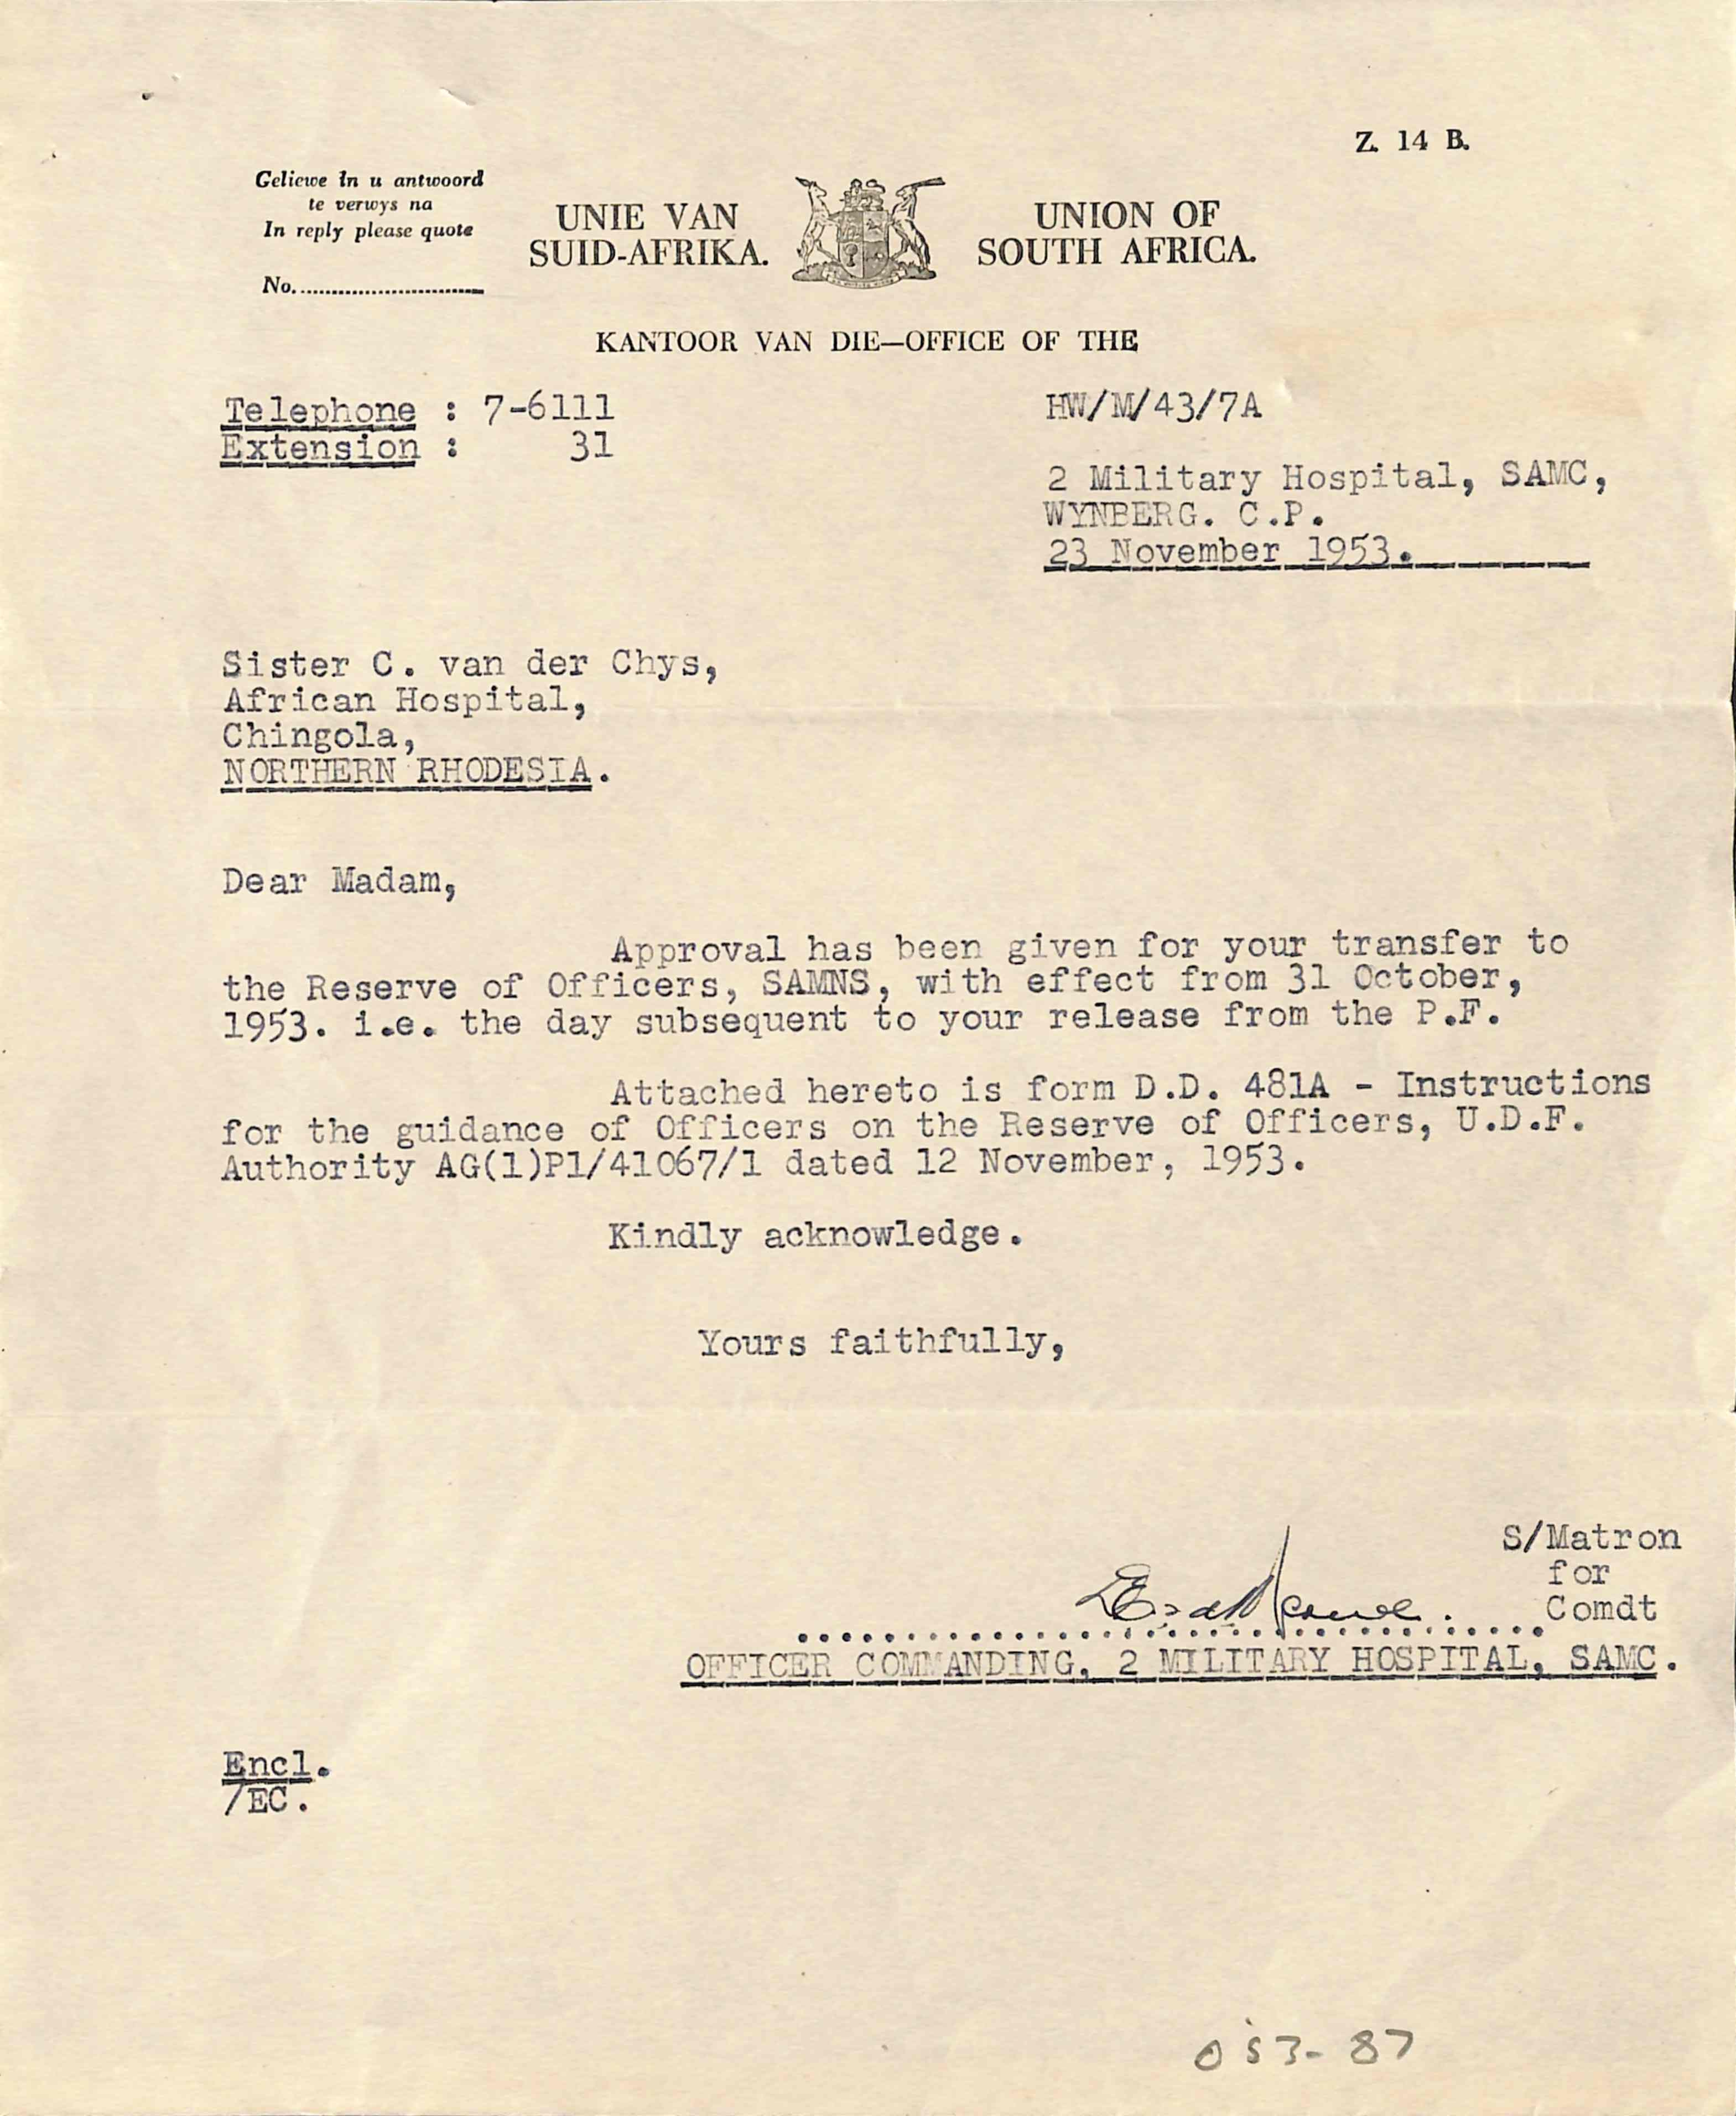 Z. 14 B.
Geliewe in u antwoord
te verwys na
In reply please quote
No. ............................
UNIE VAN
SUID-AFRIKA.
UNION OF
SOUTH AFRICA.
KANTOOR VAN DIE—OFFICE OF THE
Telephone : 7-6111
Extension : 31
HW/M/43/7A
2 Military Hospital, SAMC,
WYNBERG. C.P.
23 November 1953.
Sister C. van der Chys,
African Hospital,
Chingola,
NORTHERN RHODESIA.
Dear Madam,
Approval has been given for your transfer to
the Reserve of Officers, SAMNS, with effect from 31 October,
1953. i.e. the day subsequent to your release from the P.F.
Attached hereto is form D.D. 481A - Instructions
for the guidance of Officers on the Reserve of Officers, U.D.F.
Authority AG(1)P1/41067/1 dated 12 November, 1953.
Kindly acknowledge.
Yours faithfully,
S/Matron
for
Comdt
OFFICER COMMANDING, 2 MILITARY HOSPITAL, SAMC.
Encl.
/EC.
053-87